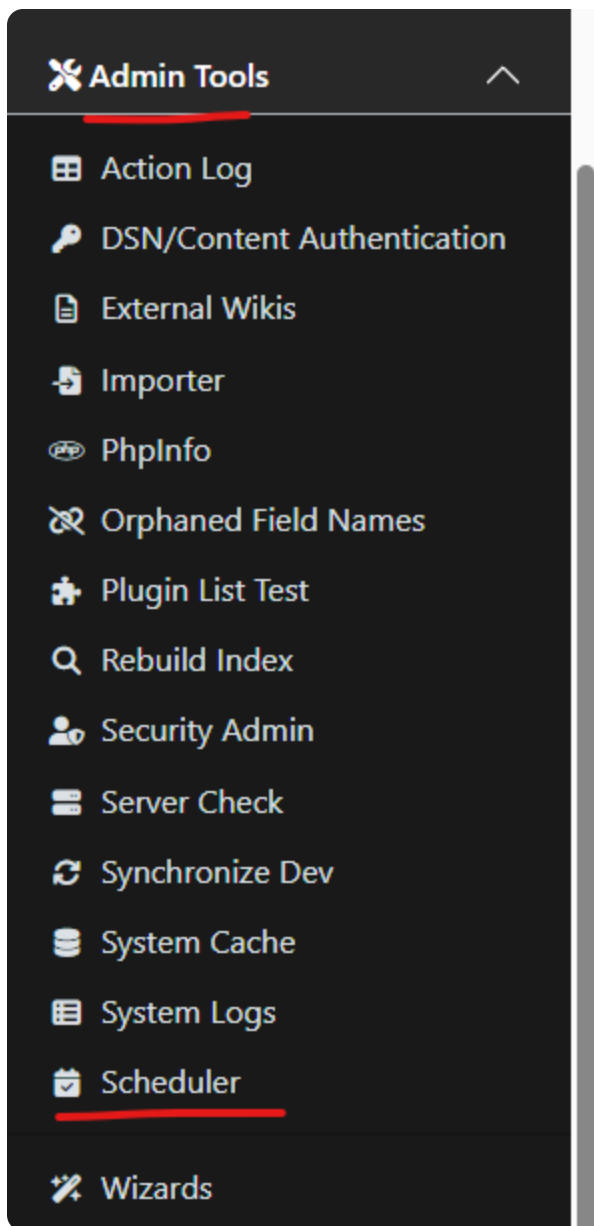 Admin Tools
Action Log
DSN/Content Authentication
External Wikis
Importer
php PhpInfo
Orphaned Field Names
Plugin List Test
Rebuild Index
Security Admin
Server Check
Synchronize Dev
System Cache
System Logs
Scheduler
Wizards